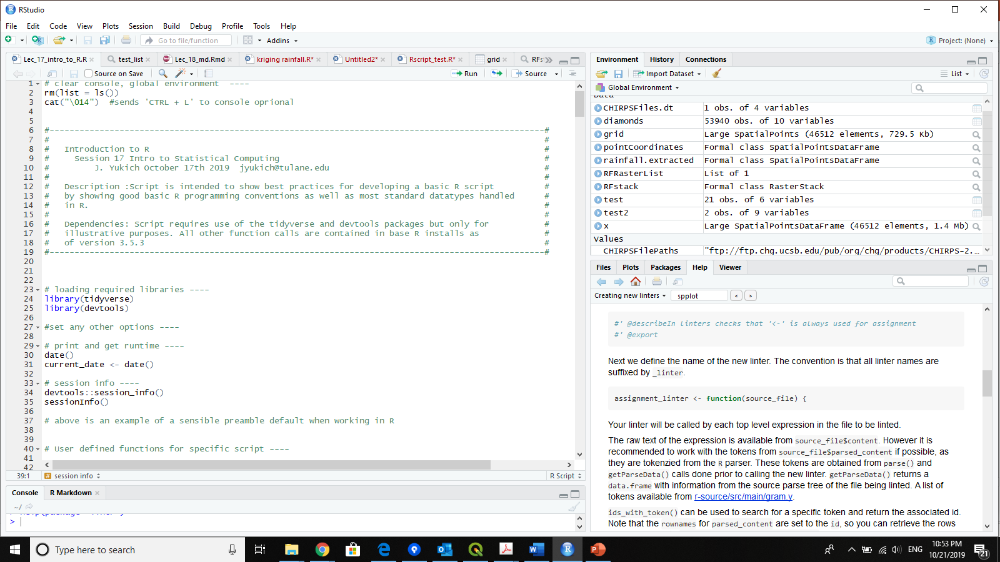 RStudio
File Edit Code View Plots Session Build Debug Profile Tools Help
Go to file/function Addins Project: (None)
Lec_17_intro_to_R.R test_list Lec_18_md.Rmd kriging rainfall.R* Untitled2* Rscript_test.R* grid RFs
Source on Save Run Source
1 # clear console, global environment ----
2 rm(list = ls())
3 cat("\014")  #sends 'CTRL + L' to console oprional
4
5
6 #---------------------------------------------------------------------------------------------------#
7 # #
8 # Introduction to R #
9 # Session 17 Intro to Statistical Computing #
10 # J. Yukich October 17th 2019  jyukich@tulane.edu #
11 # #
12 # Description :Script is intended to show best practices for developing a basic R script #
13 # by showing good basic R programming conventions as well as most standard datatypes handled #
14 # in R. #
15 # #
16 # Dependencies: Script requires use of the tidyverse and devtools packages but only for #
17 # illustrative purposes. All other function calls are contained in base R installs as #
18 # of version 3.5.3 #
19 #---------------------------------------------------------------------------------------------------#
20
21
22
23 # loading required libraries ----
24 library(tidyverse)
25 library(devtools)
26
27 #set any other options ----
28
29 # print and get runtime ----
30 date()
31 current_date <- date()
32
33 # session info ----
34 devtools::session_info()
35 sessionInfo()
36
37 # above is an example of a sensible preamble default when working in R
38
39
40 # User defined functions for specific script ----
41
42
39:1 # session info R Script
Console R Markdown
~/
>
Environment History Connections
Import Dataset List
Global Environment
Data
CHIRPSFiles.dt 1 obs. of 4 variables
diamonds 53940 obs. of 10 variables
grid Large SpatialPoints (46512 elements, 729.5 Kb)
pointCoordinates Formal class SpatialPointsDataFrame
rainfall.extracted Formal class SpatialPointsDataFrame
RFRasterList List of 1
RFstack Formal class RasterStack
test 21 obs. of 6 variables
test2 2 obs. of 9 variables
x Large SpatialPointsDataFrame (46512 elements, 1.4 Mb)
Values
CHIRPSFilePaths "ftp://ftp.chg.ucsb.edu/pub/org/chg/products/CHIRPS-2.…
Files Plots Packages Help Viewer
Creating new linters spplot < >
#' @describeIn linters checks that '<-' is always used for assignment
#' @export
Next we define the name of the new linter. The convention is that all linter names are
suffixed by _linter.
assignment_linter <- function(source_file) {
Your linter will be called by each top level expression in the file to be linted.
The raw text of the expression is available from source_file$content. However it is
recommended to work with the tokens from source_file$parsed_content if possible, as
they are tokenzied from the R parser. These tokens are obtained from parse() and
getParseData() calls done prior to calling the new linter. getParseData() returns a
data.frame with information from the source parse tree of the file being linted. A list of
tokens available from r-source/src/main/gram.y.
ids_with_token() can be used to search for a specific token and return the associated id.
Note that the rownames for parsed_content are set to the id, so you can retrieve the rows
Type here to search
ENG 10:53 PM
10/21/2019
21